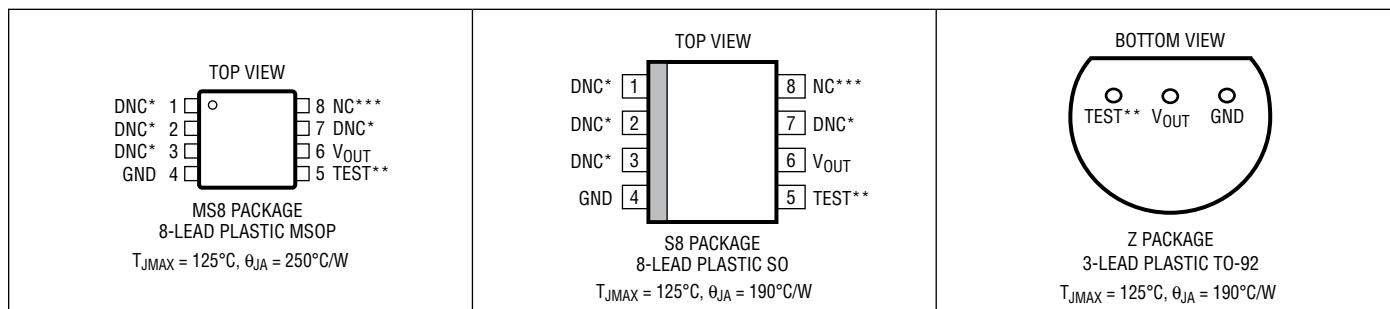 TOP VIEW
DNC* 1 8 NC***
DNC* 2 7 DNC*
DNC* 3 6 VOUT
GND 4 5 TEST**
MS8 PACKAGE
8-LEAD PLASTIC MSOP
TJMAX = 125°C, θJA = 250°C/W
TOP VIEW
DNC* 1 8 NC***
DNC* 2 7 DNC*
DNC* 3 6 VOUT
GND 4 5 TEST**
S8 PACKAGE
8-LEAD PLASTIC SO
TJMAX = 125°C, θJA = 190°C/W
BOTTOM VIEW
TEST** VOUT GND
Z PACKAGE
3-LEAD PLASTIC TO-92
TJMAX = 125°C, θJA = 190°C/W